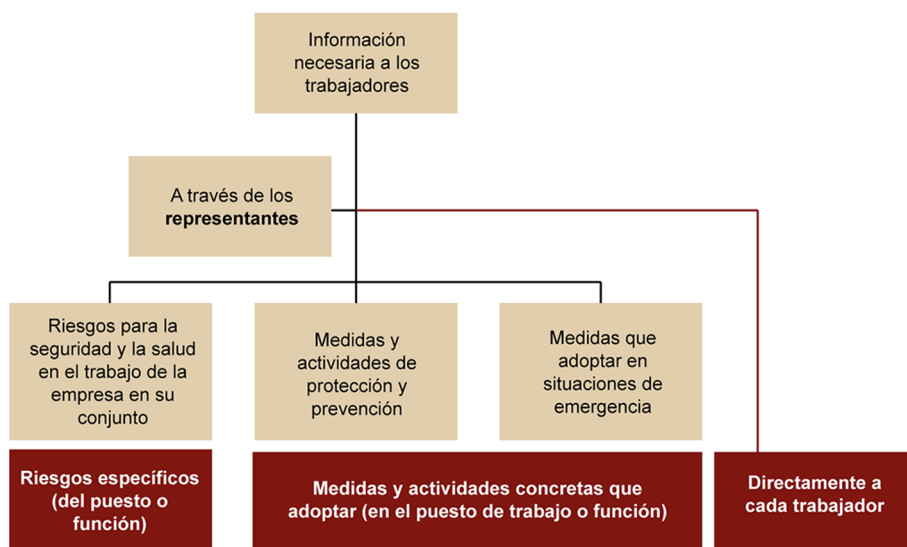 Información
necesaria a los
trabajadores
A través de los
representantes
Riesgos para la
seguridad y la salud
en el trabajo de la
empresa en su
conjunto
Medidas y
actividades de
protección y
prevención
Medidas que
adoptar en
situaciones de
emergencia
Riesgos específicos
(del puesto o
función)
Medidas y actividades concretas que
adoptar (en el puesto de trabajo o función)
Directamente a
cada trabajador